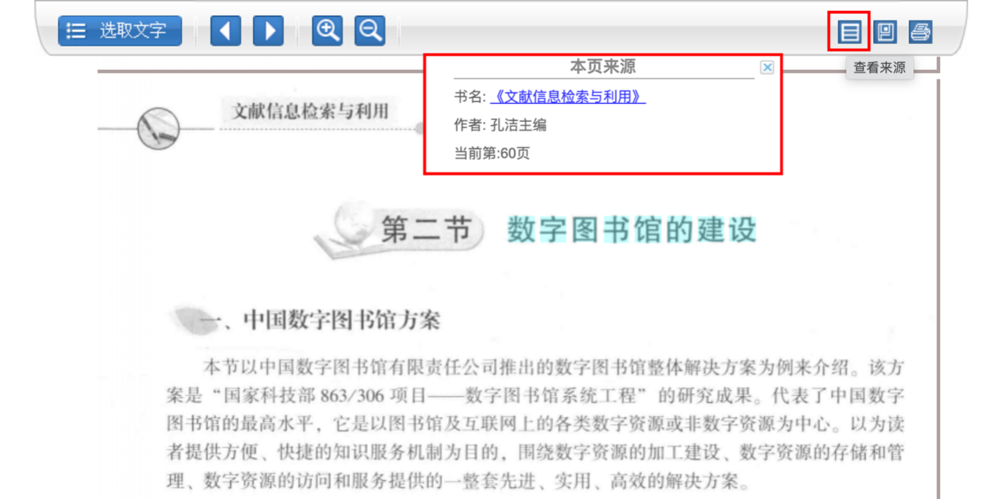 选取文字
本页来源
查看来源
书名: 《文献信息检索与利用》
作者: 孔洁主编
当前第:60页
文献信息检索与利用
第二节 数字图书馆的建设
一、中国数字图书馆方案
本节以中国数字图书馆有限责任公司推出的数字图书馆整体解决方案为例来介绍。该方
案是“国家科技部 863/306 项目——数字图书馆系统工程”的研究成果。代表了中国数字
图书馆的最高水平，它是以图书馆及互联网上的各类数字资源或非数字资源为中心。以为读
者提供方便、快捷的知识服务机制为目的，围绕数字资源的加工建设、数字资源的存储和管
理、数字资源的访问和服务提供的一整套先进、实用、高效的解决方案。